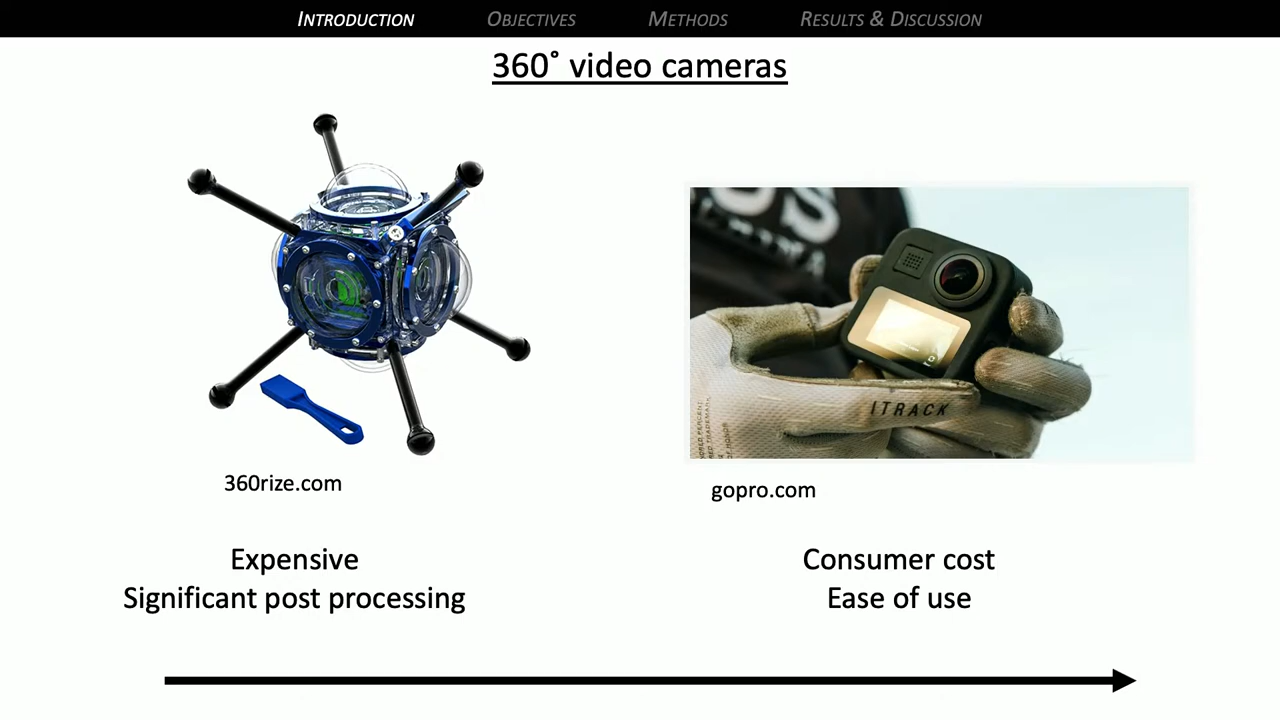 INTRODUCTION OBJECTIVES METHODS RESULTS & DISCUSSION
360° video cameras
ITRACK
360rize.com
gopro.com
Expensive
Significant post processing
Consumer cost
Ease of use